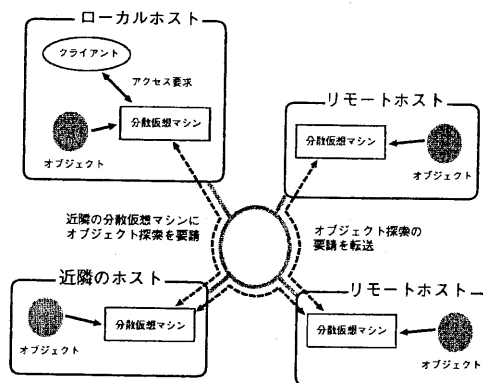 ローカルホスト
クライアント
アクセス要求
分散仮想マシン
オブジェクト
リモートホスト
分散仮想マシン
オブジェクト
近隣の分散仮想マシンに
オブジェクト探索を要請
オブジェクト探索の
要請を転送
近隣のホスト
分散仮想マシン
オブジェクト
リモートホスト
分散仮想マシン
オブジェクト